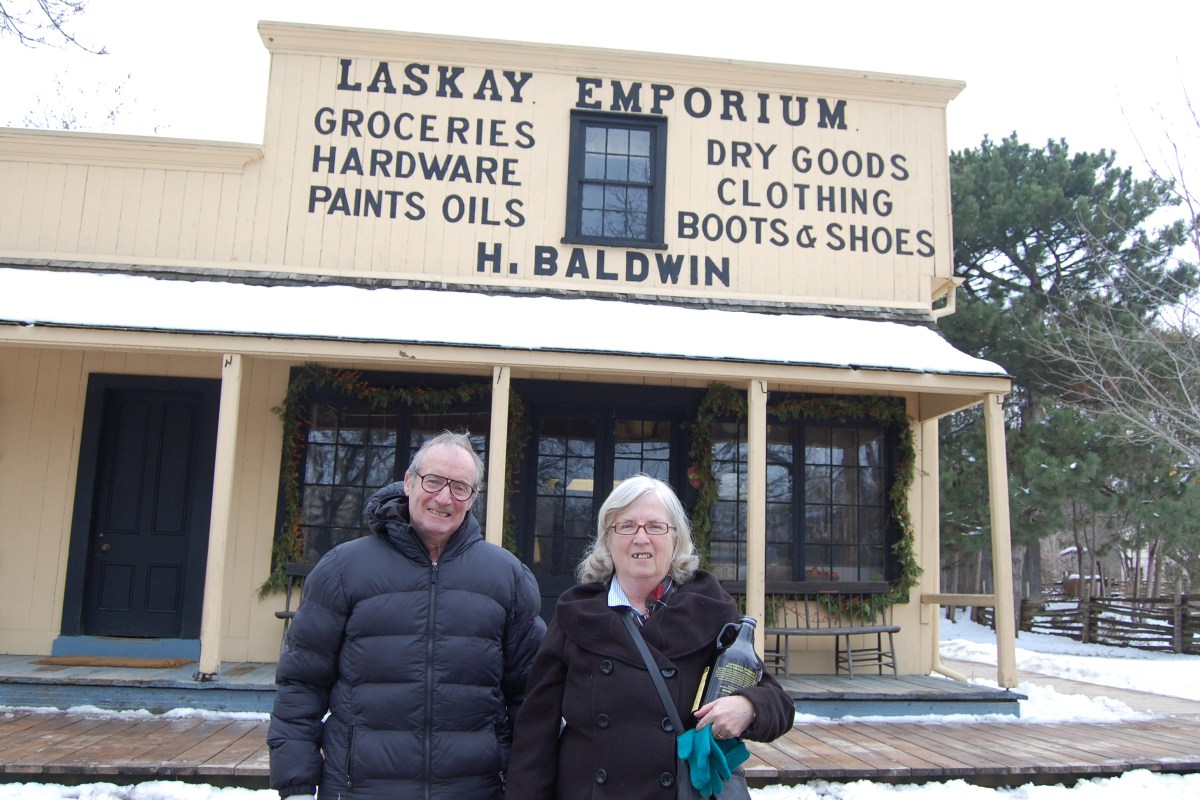 LASKAY EMPORIUM
GROCERIES
HARDWARE
PAINTS OILS
DRY GOODS
CLOTHING
BOOTS & SHOES
H. BALDWIN